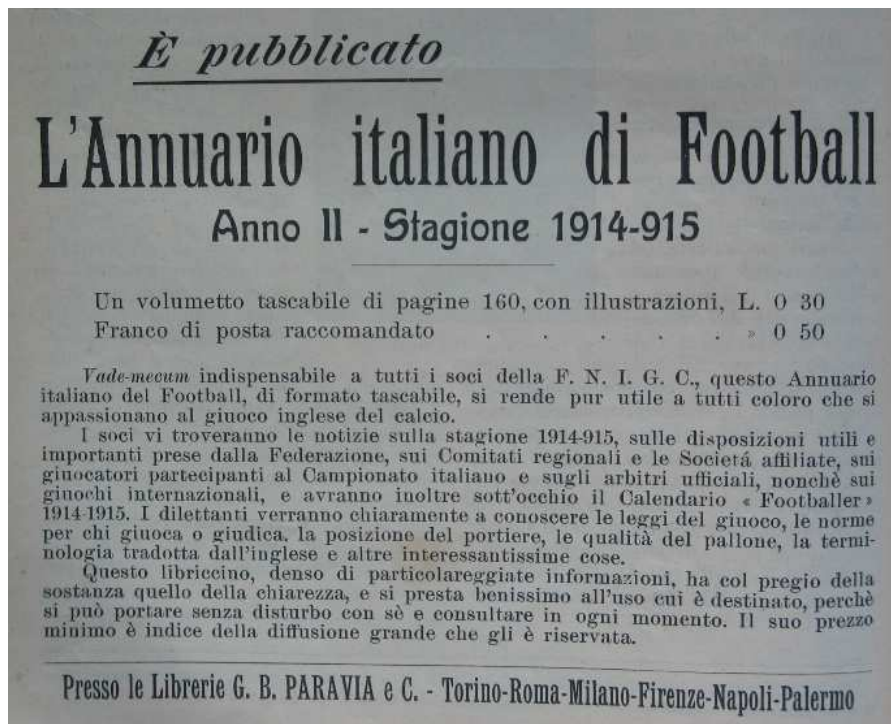 È pubblicato
L'Annuario italiano di Football
Anno II - Stagione 1914-915
Un volumetto tascabile di pagine 160, con illustrazioni, L. 0 30
Franco di posta raccomandato . . . . . » 0 50
Vade-mecum indispensabile a tutti i soci della F. N. I. G. C., questo Annuario
italiano del Football, di formato tascabile, si rende pur utile a tutti coloro che si
appassionano al giuoco inglese del calcio.
I soci vi troveranno le notizie sulla stagione 1914-915, sulle disposizioni utili e
importanti prese dalla Federazione, sui Comitati regionali e le Societá affiliate, sui
giuocatori partecipanti al Campionato italiano e sugli arbitri ufficiali, nonchè sui
giuochi internazionali, e avranno inoltre sott'occhio il Calendario « Footballer »
1914-1915. I dilettanti verranno chiaramente a conoscere le leggi del giuoco, le norme
per chi giuoca o giudica. la posizione del portiere, le qualità del pallone, la termi-
nologia tradotta dall'inglese e altre interessantissime cose.
Questo libriccino, denso di particolareggiate informazioni, ha col pregio della
sostanza quello della chiarezza, e si presta benissimo all'uso cui è destinato, perchè
si può portare senza disturbo con sè e consultare in ogni momento. Il suo prezzo
minimo è indice della diffusione grande che gli è riservata.
Presso le Librerie G. B. PARAVIA e C. - Torino-Roma-Milano-Firenze-Napoli-Palermo